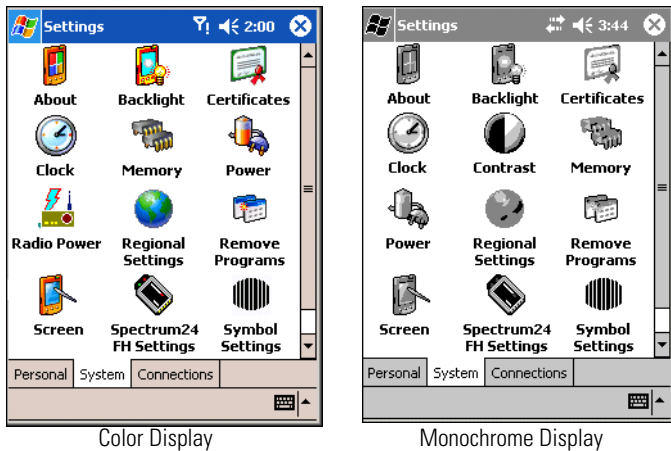 Settings 2:00
About Backlight Certificates
Clock Memory Power
Radio Power Regional Settings Remove Programs
Screen Spectrum24 FH Settings Symbol Settings
Personal System Connections
Color Display
Settings 3:44
About Backlight Certificates
Clock Contrast Memory
Power Regional Settings Remove Programs
Screen Spectrum24 FH Settings Symbol Settings
Personal System Connections
Monochrome Display